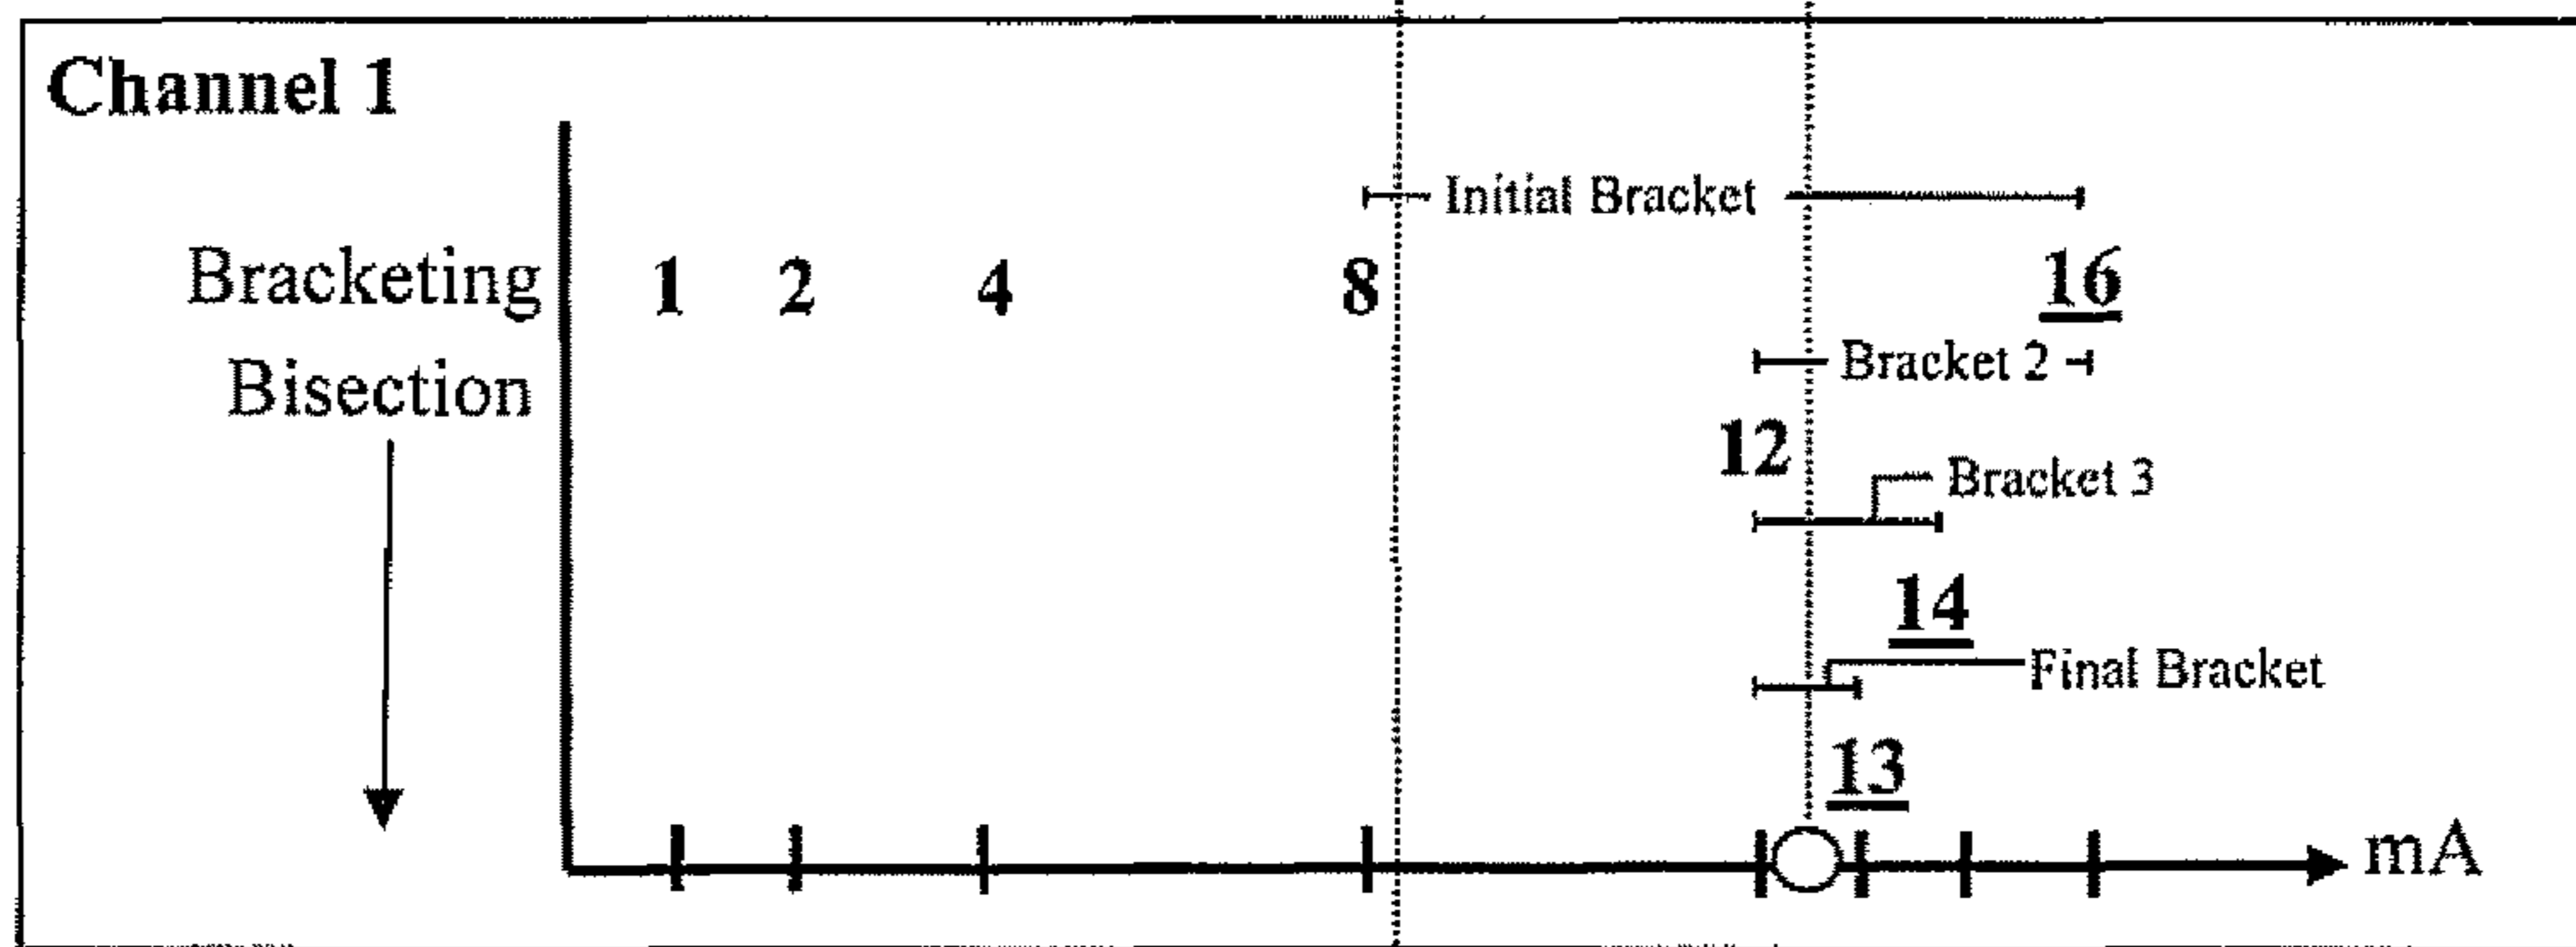 Channel 1
Initial Bracket
Bracketing 1 2 4 8 16
Bracket 2
Bisection
12
Bracket 3
14
Final Bracket
13
mA